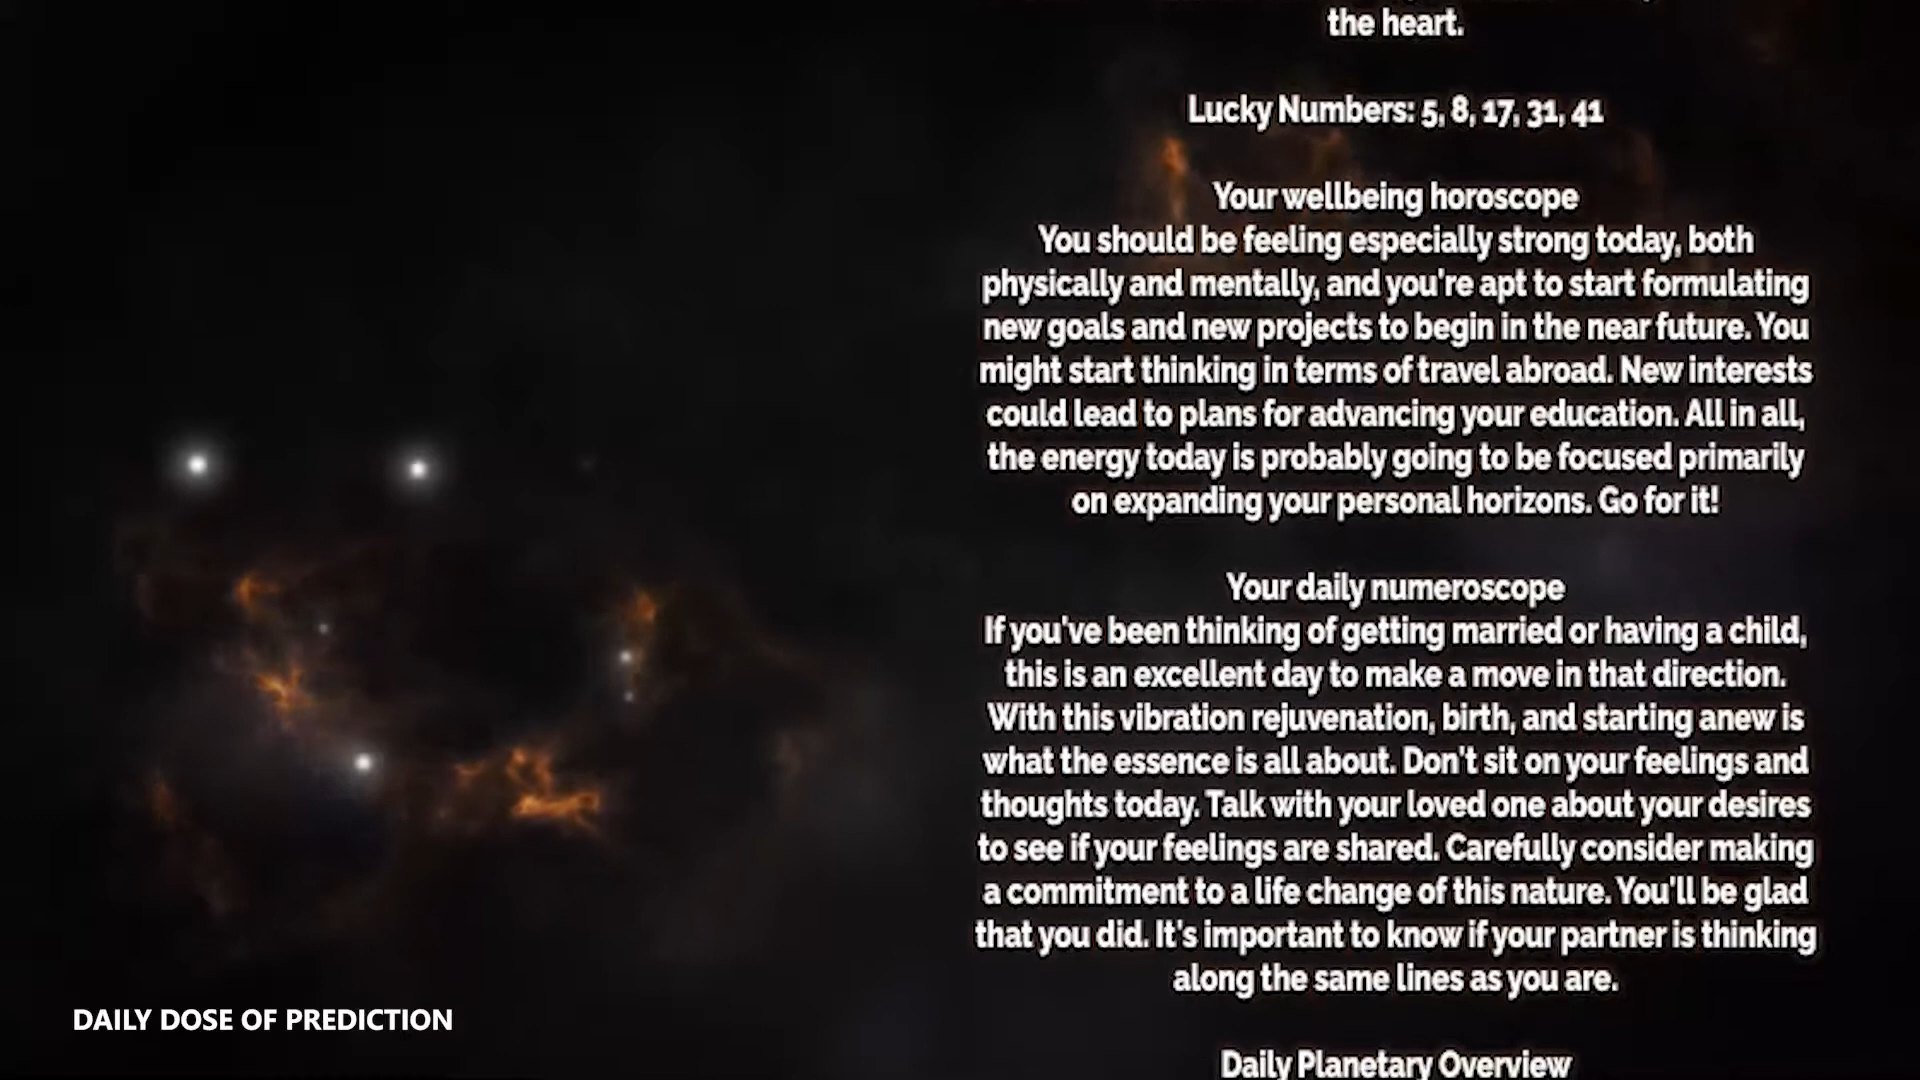 the heart.
Lucky Numbers: 5, 8, 17, 31, 41
Your wellbeing horoscope
You should be feeling especially strong today, both
physically and mentally, and you're apt to start formulating
new goals and new projects to begin in the near future. You
might start thinking in terms of travel abroad. New interests
could lead to plans for advancing your education. All in all,
the energy today is probably going to be focused primarily
on expanding your personal horizons. Go for it!
Your daily numeroscope
If you've been thinking of getting married or having a child,
this is an excellent day to make a move in that direction.
With this vibration rejuvenation, birth, and starting anew is
what the essence is all about. Don't sit on your feelings and
thoughts today. Talk with your loved one about your desires
to see if your feelings are shared. Carefully consider making
a commitment to a life change of this nature. You'll be glad
that you did. It's important to know if your partner is thinking
along the same lines as you are.
DAILY DOSE OF PREDICTION
Daily Planetary Overview